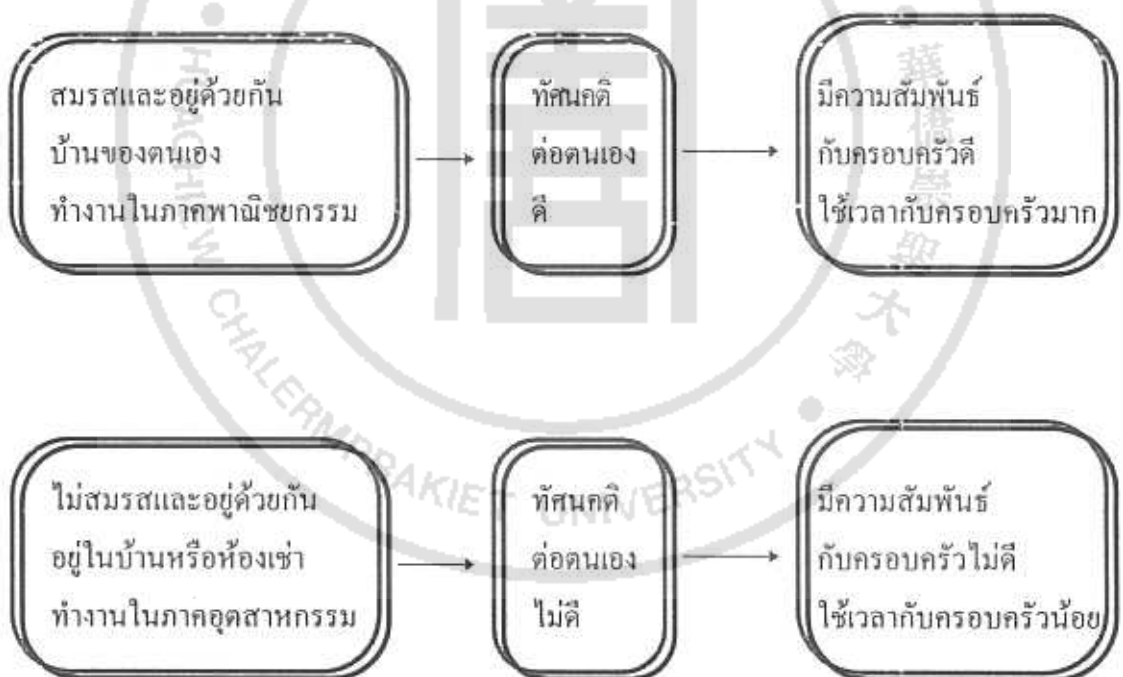 สมรสและอยู่ด้วยกัน
บ้านของตนเอง
ทำงานในภาคพาณิชยกรรม
ทัศนคติ
ต่อตนเอง
ดี
มีความสัมพันธ์
กับครอบครัวดี
ใช้เวลากับครอบครัวมาก
ไม่สมรสและอยู่ด้วยกัน
อยู่ในบ้านหรือห้องเช่า
ทำงานในภาคอุตสาหกรรม
ทัศนคติ
ต่อตนเอง
ไม่ดี
มีความสัมพันธ์
กับครอบครัวไม่ดี
ใช้เวลากับครอบครัวน้อย
HUACHIEW CHALERMPRAKIET UNIVERSITY
華僑崇聖大學